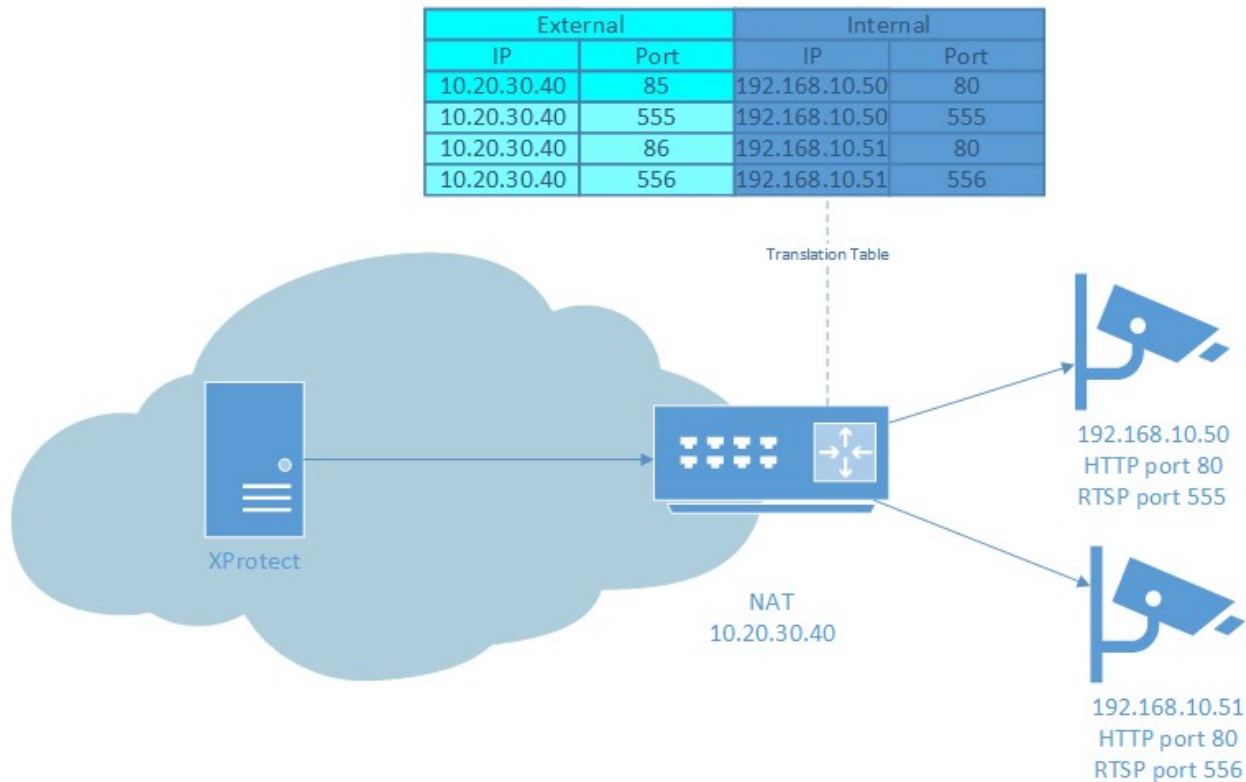 External Internal
IP Port IP Port
10.20.30.40 85 192.168.10.50 80
10.20.30.40 555 192.168.10.50 555
10.20.30.40 86 192.168.10.51 80
10.20.30.40 556 192.168.10.51 556
Translation Table
192.168.10.50
HTTP port 80
RTSP port 555
XProtect
NAT
10.20.30.40
192.168.10.51
HTTP port 80
RTSP port 556